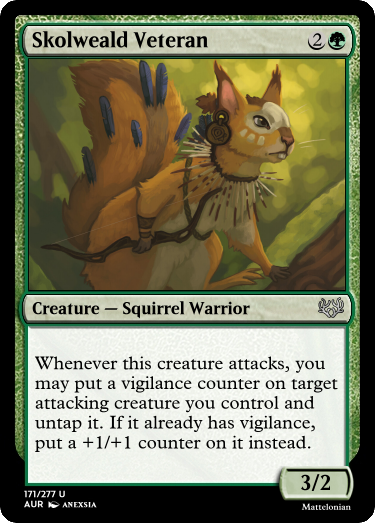 Skolweald Veteran 2
Creature — Squirrel Warrior
Whenever this creature attacks, you
may put a vigilance counter on target
attacking creature you control and
untap it. If it already has vigilance,
put a +1/+1 counter on it instead.
3/2
171/277 U
AUR ANEXSIA
Mattelonian